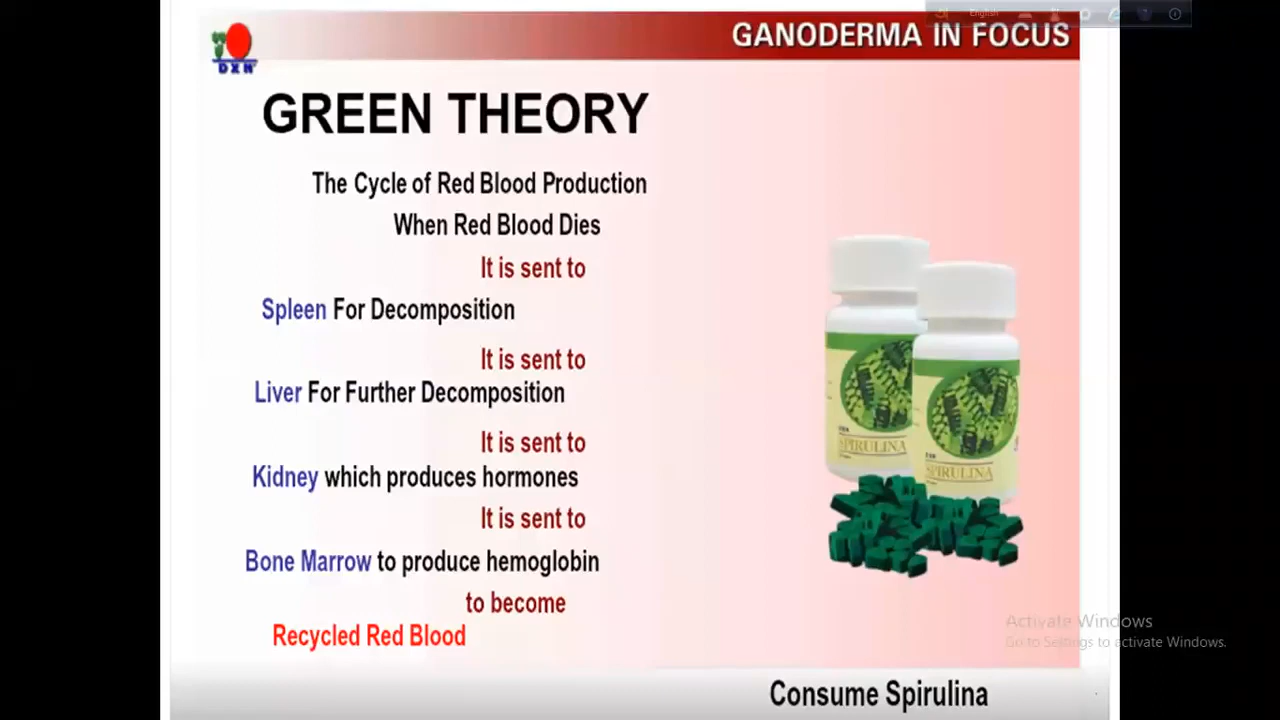 English
GANODERMA IN FOCUS
DXN
GREEN THEORY
The Cycle of Red Blood Production
When Red Blood Dies
It is sent to
Spleen For Decomposition
It is sent to
Liver For Further Decomposition
It is sent to
Kidney which produces hormones
It is sent to
Bone Marrow to produce hemoglobin
to become
Recycled Red Blood
SPIRULINA
SPIRULINA
Activate Windows
Go to Settings to activate Windows.
Consume Spirulina